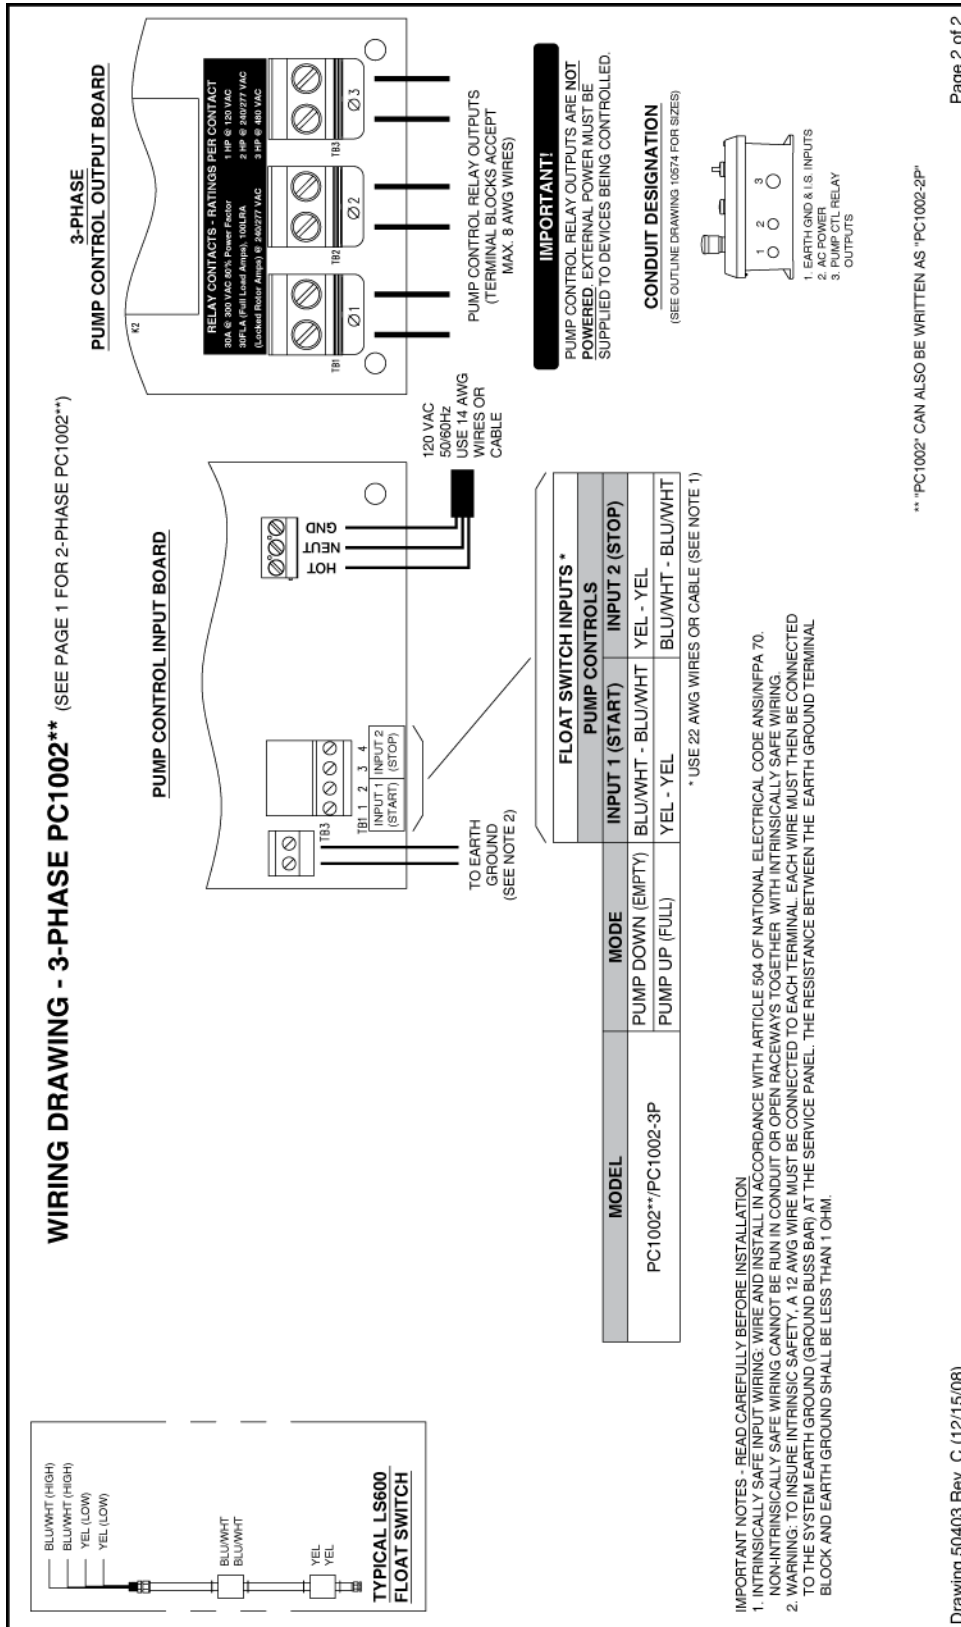 WIRING DRAWING - 3-PHASE PC1002** (SEE PAGE 1 FOR 2-PHASE PC1002**)
BLU/WHT (HIGH)
BLU/WHT (HIGH)
YEL (LOW)
YEL (LOW)
BLU/WHT
BLU/WHT
YEL
YEL
TYPICAL LS600
FLOAT SWITCH
PUMP CONTROL INPUT BOARD
TB3
TB1 1 2 3 4
INPUT 1 INPUT 2
(START) (STOP)
TO EARTH
GROUND
(SEE NOTE 2)
HOT
NEUT
GND
120 VAC
50/60Hz
USE 14 AWG
WIRES OR
CABLE
3-PHASE
PUMP CONTROL OUTPUT BOARD
K2
RELAY CONTACTS - RATINGS PER CONTACT
30A @ 300 VAC 80% Power Factor 1 HP @ 120 VAC
30FLA (Full Load Amps), 100LRA 2 HP @ 240/277 VAC
(Locked Rotor Amps) @ 240/277 VAC 3 HP @ 480 VAC
TB1 TB2 TB3
Ø1 Ø2 Ø3
PUMP CONTROL RELAY OUTPUTS
(TERMINAL BLOCKS ACCEPT
MAX. 8 AWG WIRES)
IMPORTANT!
PUMP CONTROL RELAY OUTPUTS ARE NOT
POWERED. EXTERNAL POWER MUST BE
SUPPLIED TO DEVICES BEING CONTROLLED.
CONDUIT DESIGNATION
(SEE OUTLINE DRAWING 10574 FOR SIZES)
1 2 3
1. EARTH GND & I.S. INPUTS
2. AC POWER
3. PUMP CTL RELAY
OUTPUTS
FLOAT SWITCH INPUTS *
PUMP CONTROLS
MODEL MODE INPUT 1 (START) INPUT 2 (STOP)
PC1002**/PC1002-3P
PUMP DOWN (EMPTY) BLU/WHT - BLU/WHT YEL - YEL
PUMP UP (FULL) YEL - YEL BLU/WHT - BLU/WHT
* USE 22 AWG WIRES OR CABLE (SEE NOTE 1)
IMPORTANT NOTES - READ CAREFULLY BEFORE INSTALLATION
1. INTRINSICALLY SAFE INPUT WIRING: WIRE AND INSTALL IN ACCORDANCE WITH ARTICLE 504 OF NATIONAL ELECTRICAL CODE ANSI/NFPA 70.
NON-INTRINSICALLY SAFE WIRING CANNOT BE RUN IN CONDUIT OR OPEN RACEWAYS TOGETHER WITH INTRINSICALLY SAFE WIRING.
2. WARNING: TO INSURE INTRINSIC SAFETY, A 12 AWG WIRE MUST BE CONNECTED TO EACH TERMINAL. EACH WIRE MUST THEN BE CONNECTED
TO THE SYSTEM EARTH GROUND (GROUND BUSS BAR) AT THE SERVICE PANEL. THE RESISTANCE BETWEEN THE EARTH GROUND TERMINAL
BLOCK AND EARTH GROUND SHALL BE LESS THAN 1 OHM.
** "PC1002" CAN ALSO BE WRITTEN AS "PC1002-2P"
Drawing 50403 Rev. C (12/15/08)
Page 2 of 2